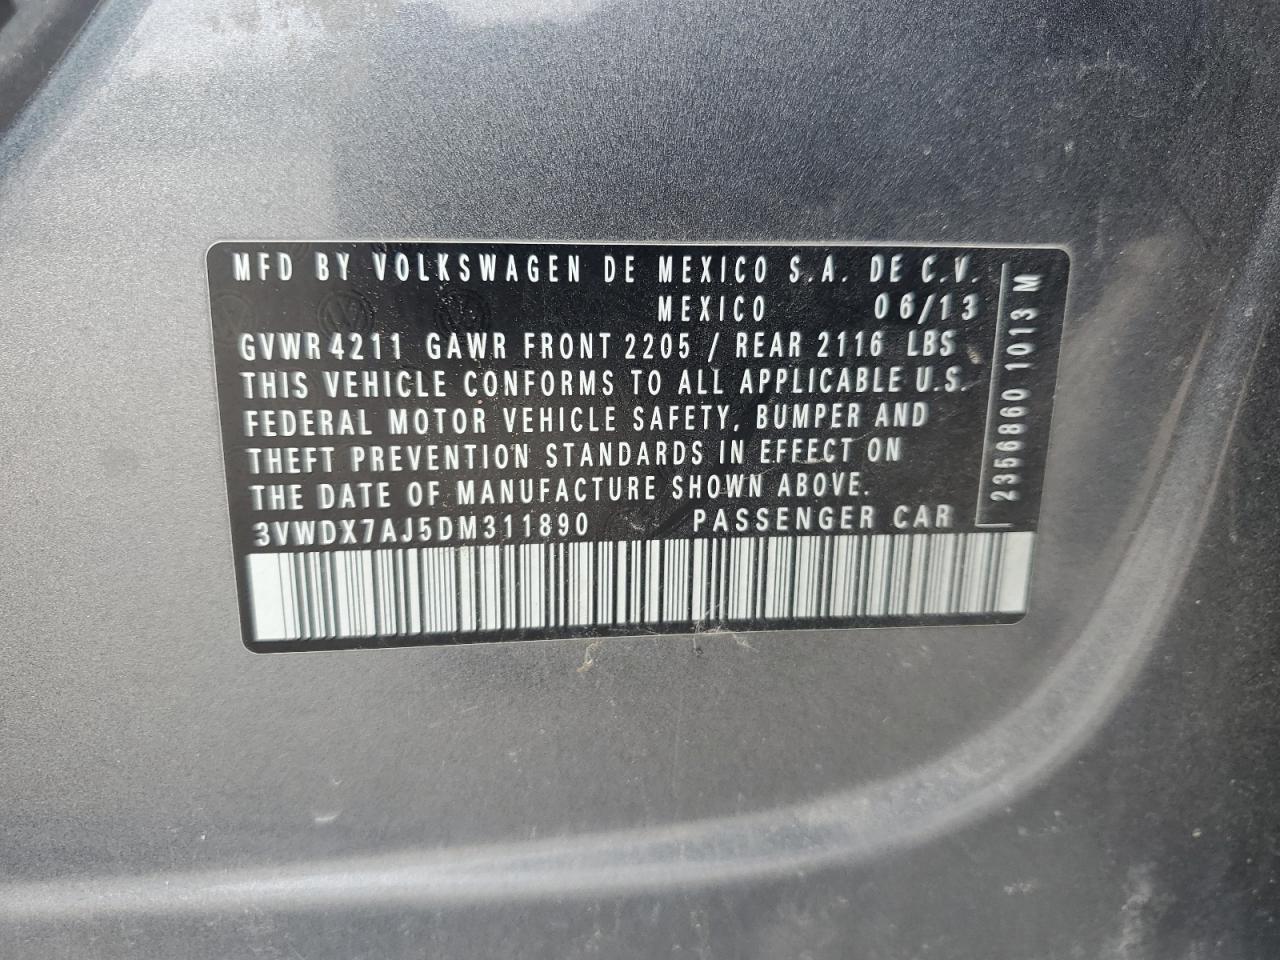 MFD BY VOLKSWAGEN DE MEXICO S.A. DE C.V.
MEXICO 06/13
GVWR 4211 GAWR FRONT 2205 / REAR 2116 LBS
THIS VEHICLE CONFORMS TO ALL APPLICABLE U.S.
FEDERAL MOTOR VEHICLE SAFETY, BUMPER AND
THEFT PREVENTION STANDARDS IN EFFECT ON
THE DATE OF MANUFACTURE SHOWN ABOVE.
3VWDX7AJ5DM311890 PASSENGER CAR
2356860 1013 M